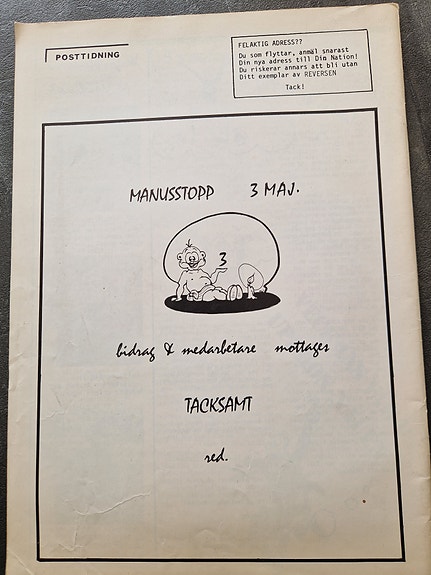 POSTTIDNING
FELAKTIG ADRESS??
Du som flyttar, anmäl snarast
Din nya adress till Din Nation!
Du riskerar annars att bli utan
Ditt exemplar av REVERSEN
Tack!
MANUSSTOPP 3 MAJ.
3
bidrag & medarbetare mottages
TACKSAMT
red.